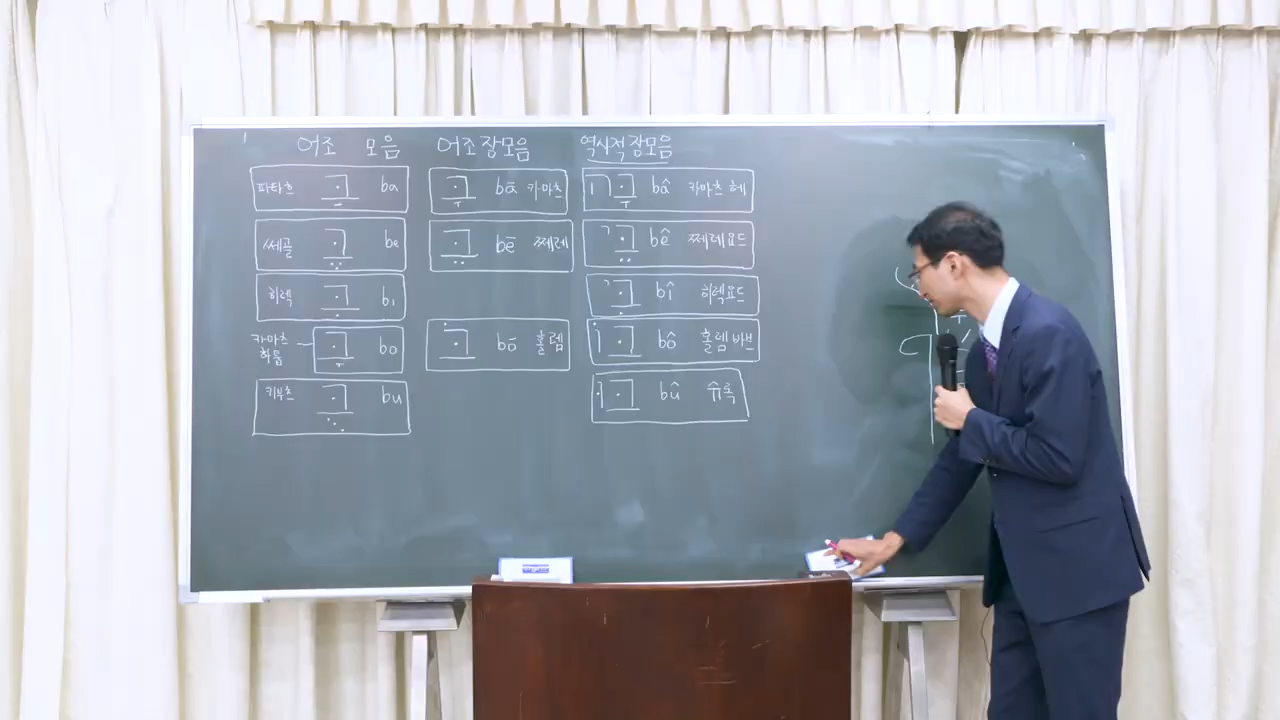 어조 모음 어조장모음 역사적장모음
파타흐 בַּ ba בָּ bā 카마츠 בָּה bâ 카마츠 헤
쎄골 בֶּ be בֵּ bē 쩨레 בֵּי bê 쩨레요드
히렉 בִּ bi בִּי bî 히렉요드
카마츠 하툽 בָּ bo בֹּ bō 홀렘 בּוֹ bô 홀렘 바브
키부츠 בֻּ bu בּוּ bû 슈룩